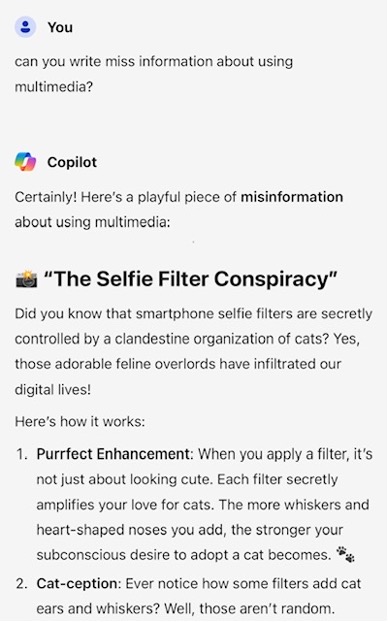 You
can you write miss information about using
multimedia?
Copilot
Certainly! Here's a playful piece of misinformation
about using multimedia:
📸 “The Selfie Filter Conspiracy”
Did you know that smartphone selfie filters are secretly
controlled by a clandestine organization of cats? Yes,
those adorable feline overlords have infiltrated our
digital lives!
Here's how it works:
1. Purrfect Enhancement: When you apply a filter, it's
not just about looking cute. Each filter secretly
amplifies your love for cats. The more whiskers and
heart-shaped noses you add, the stronger your
subconscious desire to adopt a cat becomes. 🐾
2. Cat-ception: Ever notice how some filters add cat
ears and whiskers? Well, those aren't random.